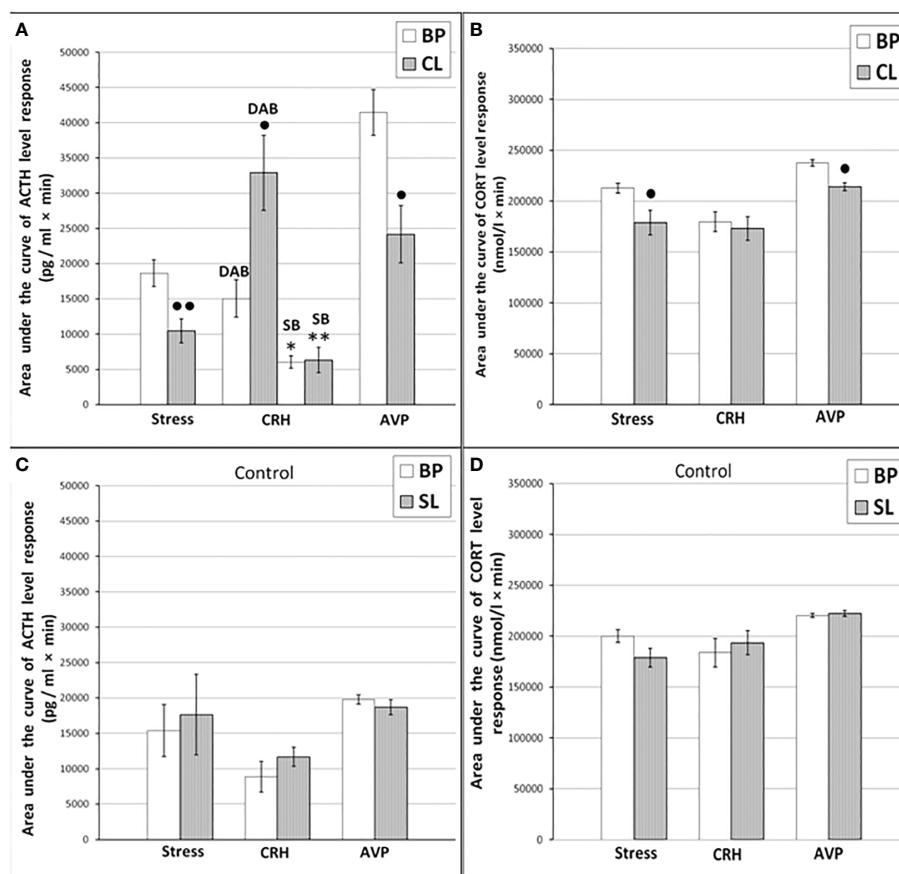 A
BP
CL
Area under the curve of ACTH level response
(pg / ml × min)
50000
45000
40000
35000
30000
25000
20000
15000
10000
5000
0
DAB
DAB
SB
SB
*
**
Stress
CRH
AVP
B
BP
CL
Area under the curve of CORT level response
(nmol/l × min)
350000
300000
250000
200000
150000
100000
50000
0
Stress
CRH
AVP
C
Control
BP
SL
Area under the curve of ACTH level response
(pg / ml × min)
50000
45000
40000
35000
30000
25000
20000
15000
10000
5000
0
Stress
CRH
AVP
D
Control
BP
SL
Area under the curve of CORT level
response (nmol/l × min)
350000
300000
250000
200000
150000
100000
50000
0
Stress
CRH
AVP